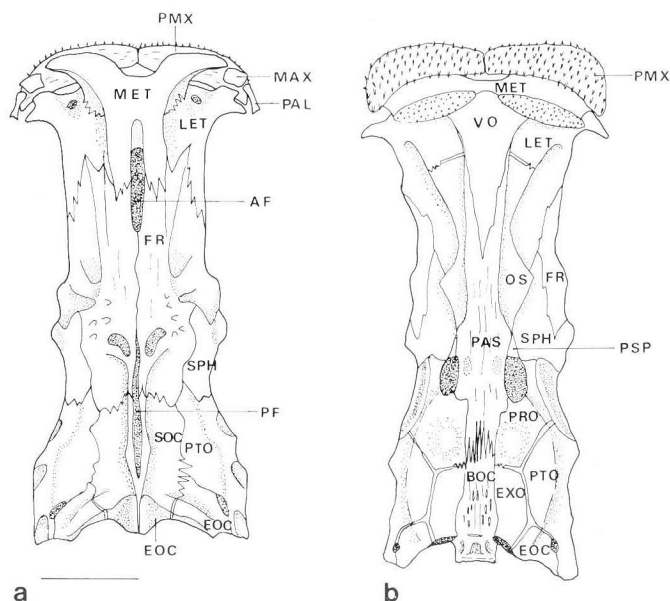 PMX
MAX
MET
PAL
LET
AF
FR
SPH
PF
SOC
PTO
EOC
EOC
a
PMX
MET
VO
LET
OS
FR
PAS
SPH
PSP
PRO
BOC
PTO
EXO
EOC
b